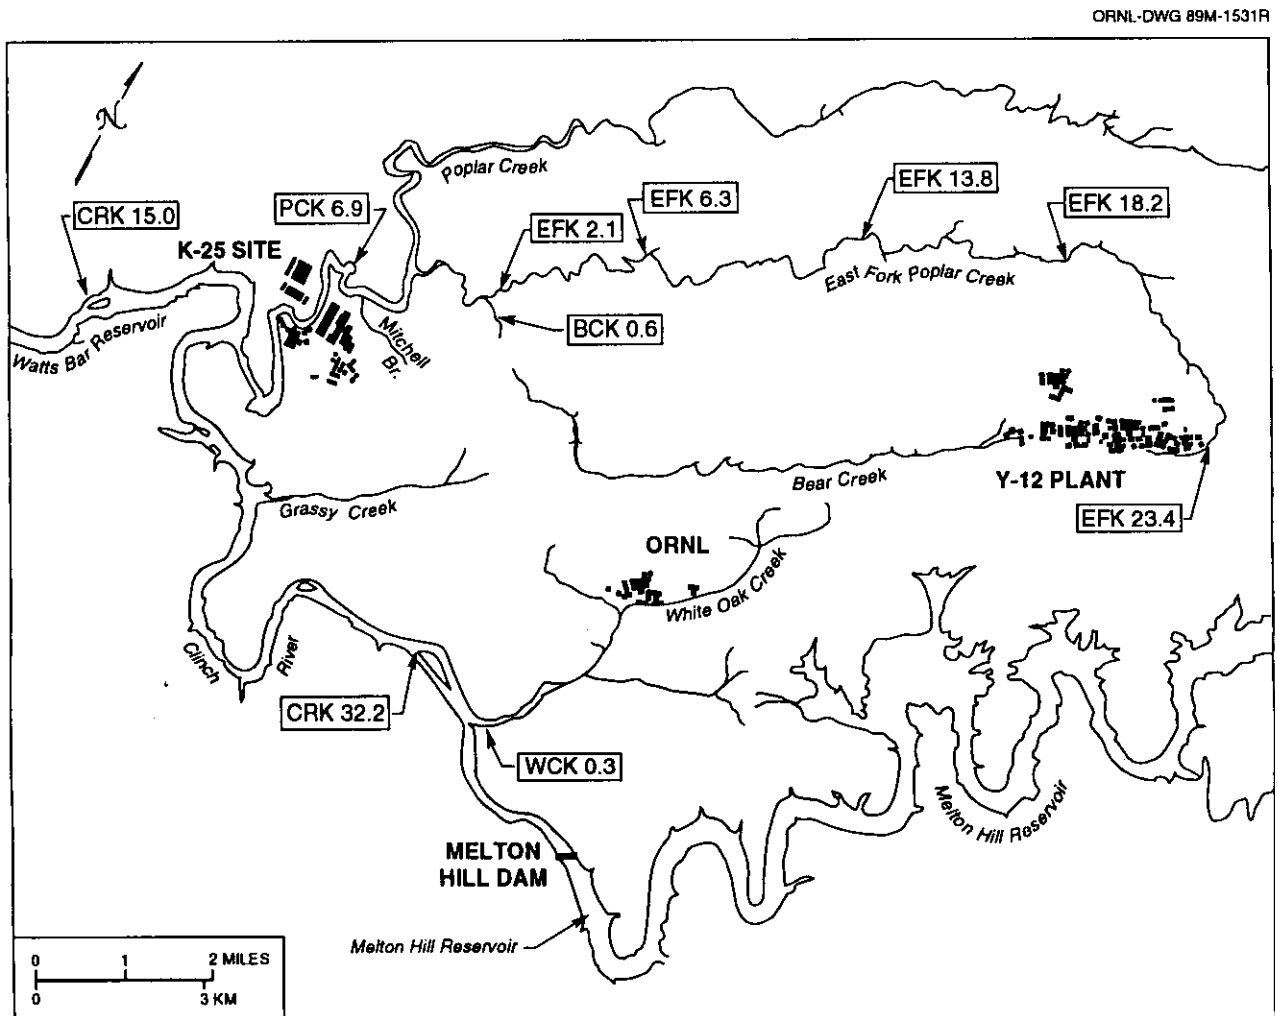 ORNL-DWG 89M-1531R
N
Poplar Creek
EFK 13.8
EFK 6.3
EFK 18.2
CRK 15.0
PCK 6.9
EFK 2.1
K-25 SITE
East Fork Poplar Creek
BCK 0.6
Mitchell
Br.
Watts Bar Reservoir
Bear Creek
Y-12 PLANT
Grassy Creek
EFK 23.4
ORNL
White Oak Creek
Clinch
River
CRK 32.2
WCK 0.3
Melton Hill Reservoir
MELTON
HILL DAM
Melton Hill Reservoir
0 1 2 MILES
0 3 KM